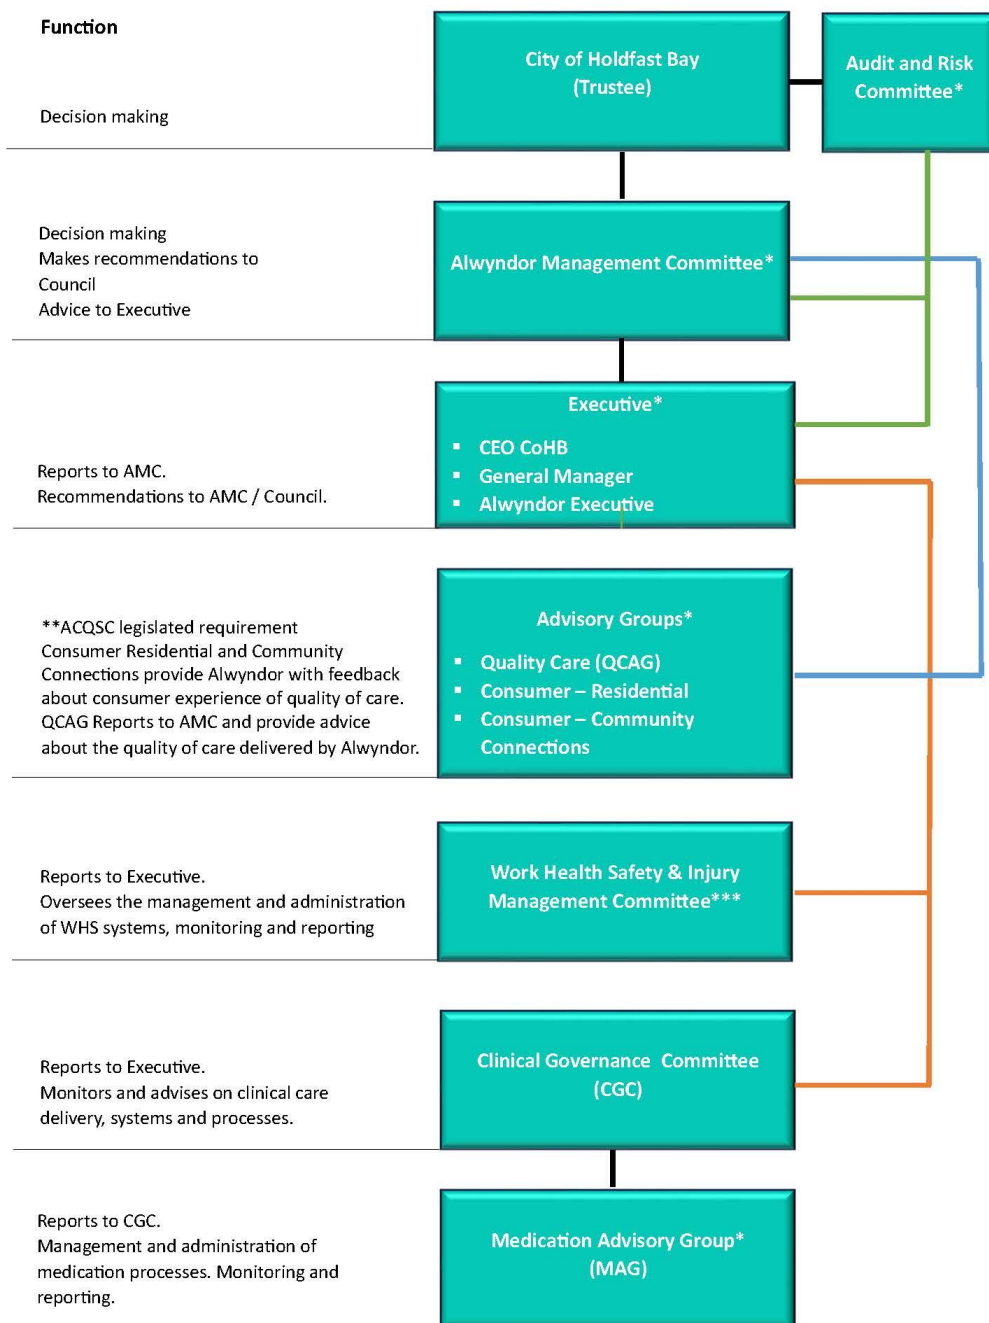 Function
City of Holdfast Bay
(Trustee)
Audit and Risk
Committee*
Decision making
Decision making
Makes recommendations to
Council
Advice to Executive
Alwyndor Management Committee*
Executive*
▪ CEO CoHB
▪ General Manager
▪ Alwyndor Executive
Reports to AMC.
Recommendations to AMC / Council.
**ACQSC legislated requirement
Consumer Residential and Community
Connections provide Alwyndor with feedback
about consumer experience of quality of care.
QCAG Reports to AMC and provide advice
about the quality of care delivered by Alwyndor.
Advisory Groups*
▪ Quality Care (QCAG)
▪ Consumer – Residential
▪ Consumer – Community
Connections
Reports to Executive.
Oversees the management and administration
of WHS systems, monitoring and reporting
Work Health Safety & Injury
Management Committee***
Reports to Executive.
Monitors and advises on clinical care
delivery, systems and processes.
Clinical Governance Committee
(CGC)
Reports to CGC.
Management and administration of
medication processes. Monitoring and
reporting.
Medication Advisory Group*
(MAG)